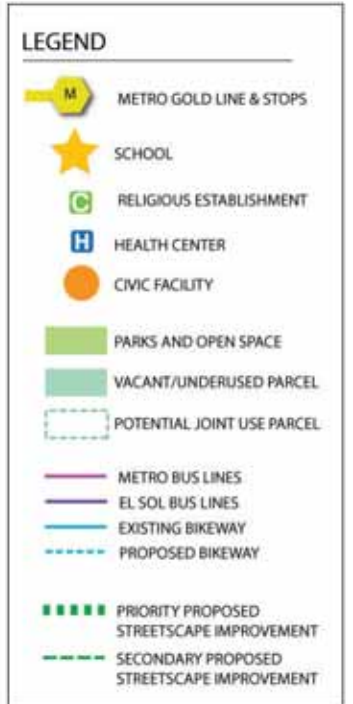 LEGEND
M METRO GOLD LINE & STOPS
SCHOOL
C RELIGIOUS ESTABLISHMENT
H HEALTH CENTER
CIVIC FACILITY
PARKS AND OPEN SPACE
VACANT/UNDERUSED PARCEL
POTENTIAL JOINT USE PARCEL
METRO BUS LINES
EL SOL BUS LINES
EXISTING BIKEWAY
PROPOSED BIKEWAY
PRIORITY PROPOSED
STREETSCAPE IMPROVEMENT
SECONDARY PROPOSED
STREETSCAPE IMPROVEMENT